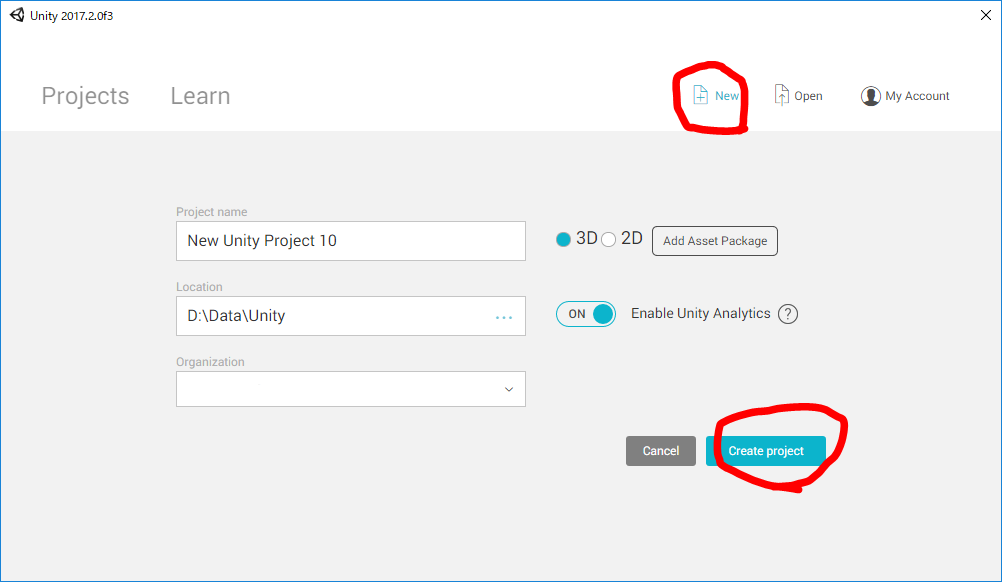 Unity 2017.2.0f3
Projects Learn New Open My Account
Project name
New Unity Project 10
3D 2D Add Asset Package
Location
D:\Data\Unity ...
ON Enable Unity Analytics ?
Organization
Cancel Create project